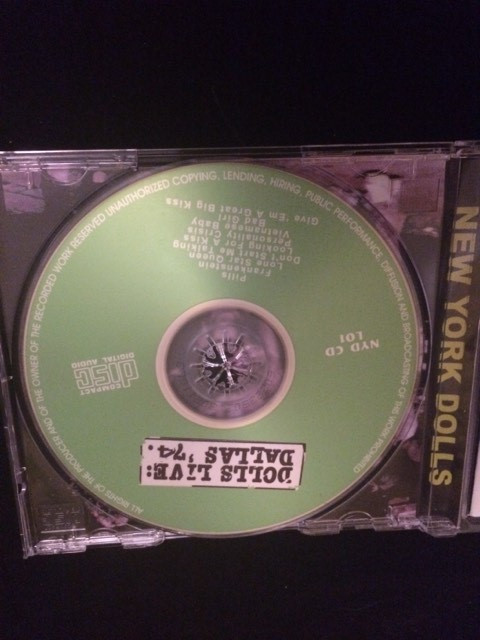 NEW YORK DOLLS
DOLLS LiVE:
DALLAS '74.
NYD CD
L01
COMPACT
disc
DIGITAL AUDIO
Pills
Frankenstein
Lone Star Queen
Don't Start Me Talking
Looking For A Kiss
Personality Crisis
Vietnamese Baby
Bad Girl
Give 'Em A Great Big Kiss
ALL RIGHTS OF THE PRODUCER AND OF THE OWNER OF THE RECORDED WORK RESERVED UNAUTHORIZED COPYING, LENDING, HIRING, PUBLIC PERFORMANCE, DIFFUSION AND BROADCASTING OF THIS WORK PROHIBITED